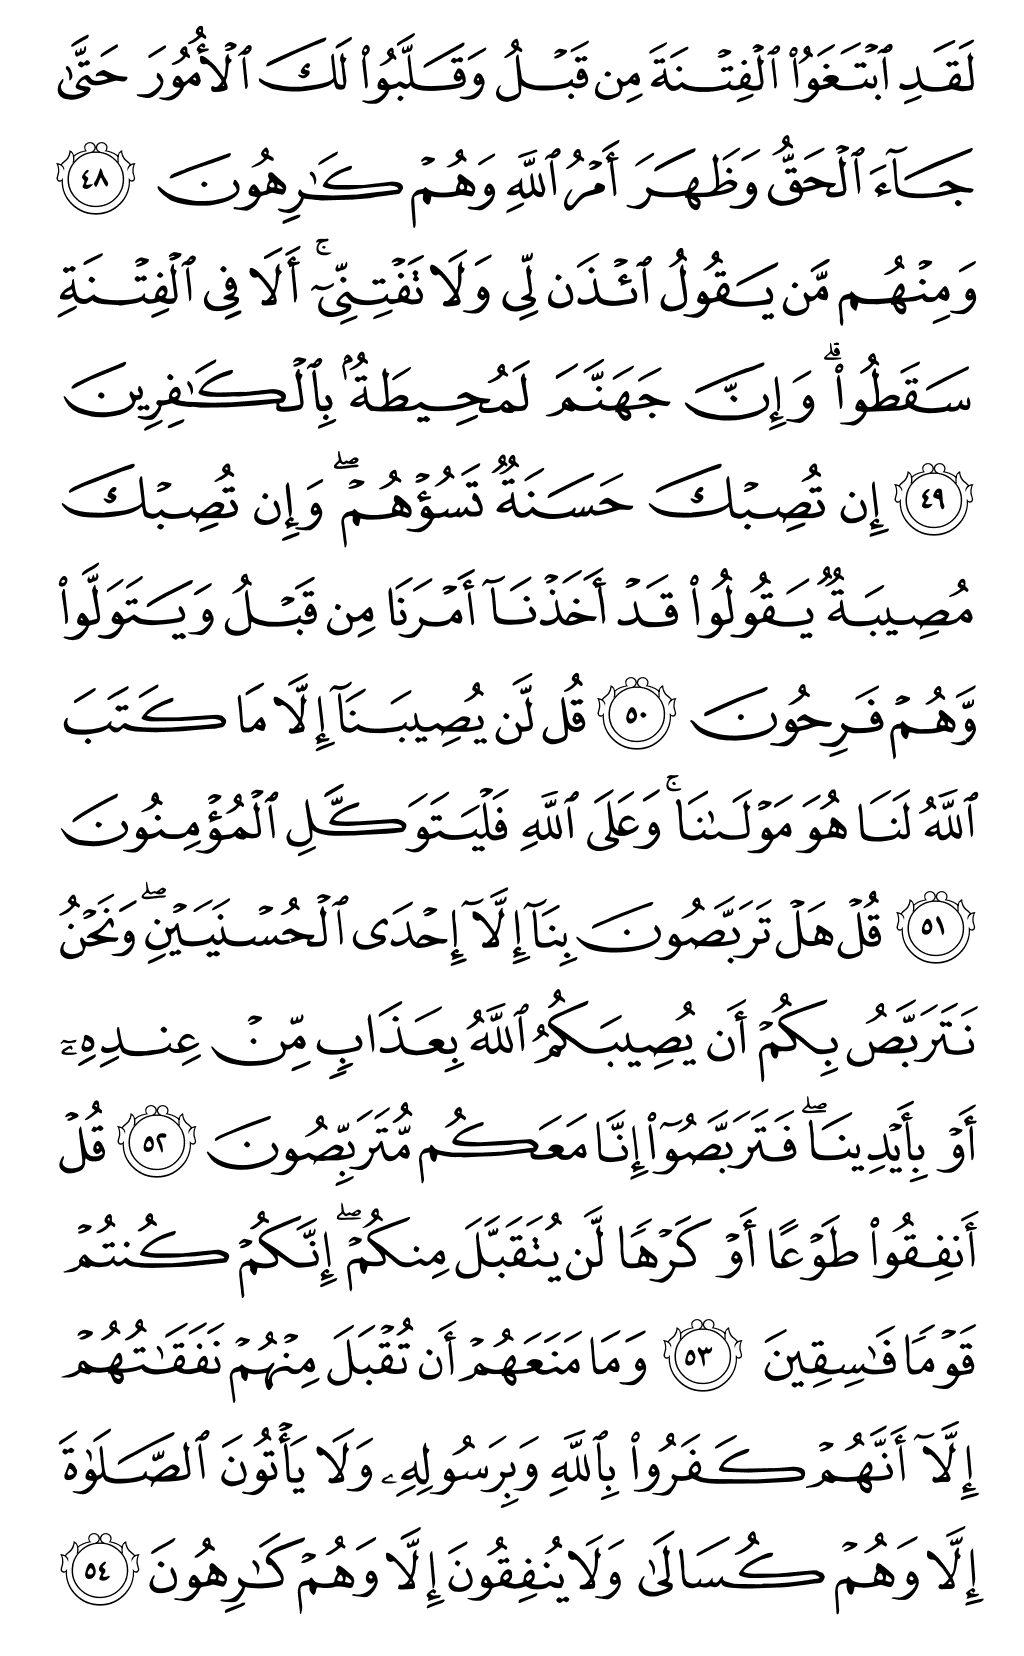 لَقَدِ ٱبْتَغَوُا۟ ٱلْفِتْنَةَ مِن قَبْلُ وَقَلَّبُوا۟ لَكَ ٱلْأُمُورَ حَتَّىٰ
جَآءَ ٱلْحَقُّ وَظَهَرَ أَمْرُ ٱللَّهِ وَهُمْ كَـٰرِهُونَ ٤٨
وَمِنْهُم مَّن يَقُولُ ٱئْذَن لِّى وَلَا تَفْتِنِّىٓ ۚ أَلَا فِى ٱلْفِتْنَةِ
سَقَطُوا۟ ۗ وَإِنَّ جَهَنَّمَ لَمُحِيطَةٌۢ بِٱلْكَـٰفِرِينَ
٤٩ إِن تُصِبْكَ حَسَنَةٌ تَسُؤْهُمْ ۖ وَإِن تُصِبْكَ
مُصِيبَةٌ يَقُولُوا۟ قَدْ أَخَذْنَآ أَمْرَنَا مِن قَبْلُ وَيَتَوَلَّوا۟
وَّهُمْ فَرِحُونَ ٥٠ قُل لَّن يُصِيبَنَآ إِلَّا مَا كَتَبَ
ٱللَّهُ لَنَا هُوَ مَوْلَىٰنَا ۚ وَعَلَى ٱللَّهِ فَلْيَتَوَكَّلِ ٱلْمُؤْمِنُونَ
٥١ قُلْ هَلْ تَرَبَّصُونَ بِنَآ إِلَّآ إِحْدَى ٱلْحُسْنَيَيْنِ ۖ وَنَحْنُ
نَتَرَبَّصُ بِكُمْ أَن يُصِيبَكُمُ ٱللَّهُ بِعَذَابٍ مِّنْ عِندِهِۦٓ
أَوْ بِأَيْدِينَا ۖ فَتَرَبَّصُوٓا۟ إِنَّا مَعَكُم مُّتَرَبِّصُونَ ٥٢ قُلْ
أَنفِقُوا۟ طَوْعًا أَوْ كَرْهًا لَّن يُتَقَبَّلَ مِنكُمْ ۖ إِنَّكُمْ كُنتُمْ
قَوْمًا فَـٰسِقِينَ ٥٣ وَمَا مَنَعَهُمْ أَن تُقْبَلَ مِنْهُمْ نَفَقَـٰتُهُمْ
إِلَّآ أَنَّهُمْ كَفَرُوا۟ بِٱللَّهِ وَبِرَسُولِهِۦ وَلَا يَأْتُونَ ٱلصَّلَوٰةَ
إِلَّا وَهُمْ كُسَالَىٰ وَلَا يُنفِقُونَ إِلَّا وَهُمْ كَـٰرِهُونَ ٥٤